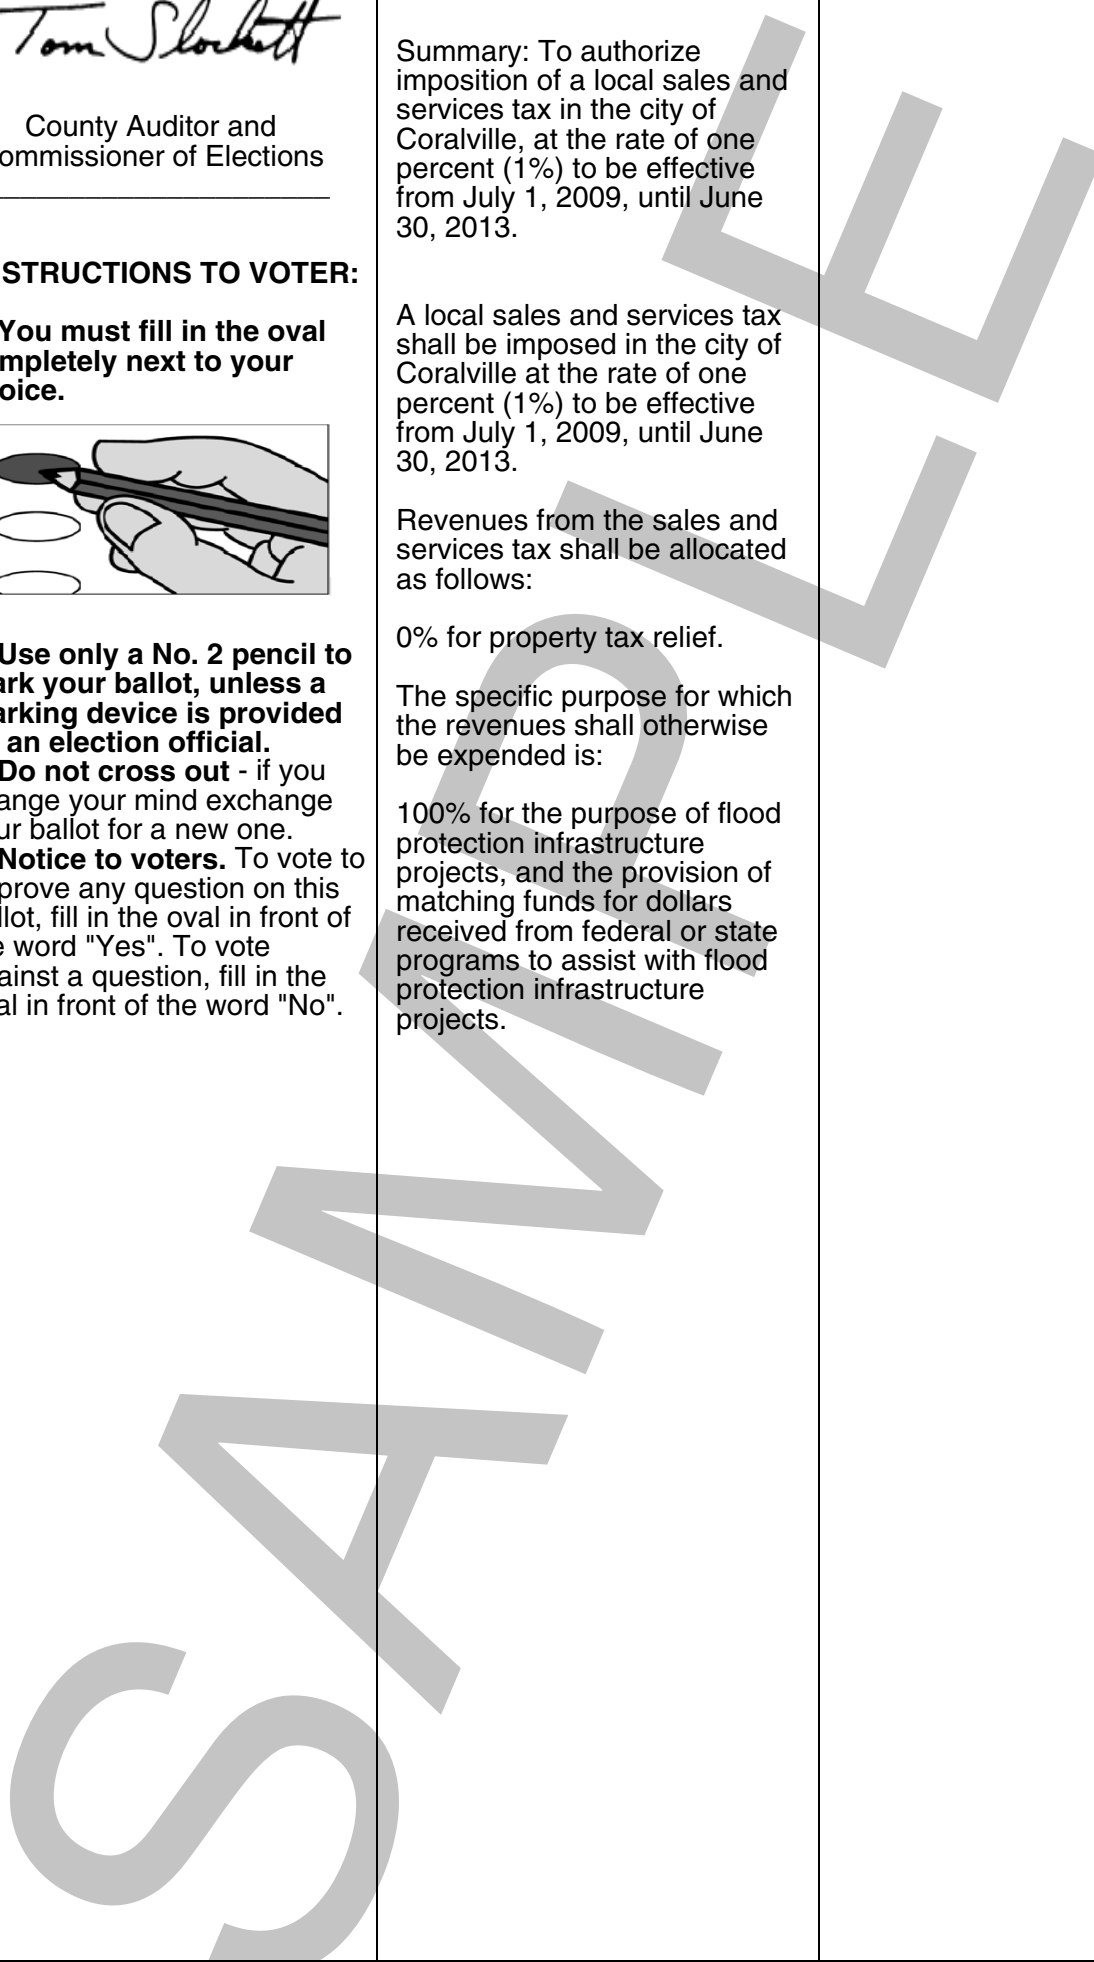 Tom Slockett
County Auditor and
ommissioner of Elections
STRUCTIONS TO VOTER:
You must fill in the oval
mpletely next to your
oice.
Use only a No. 2 pencil to
ark your ballot, unless a
arking device is provided
an election official.
Do not cross out - if you
ange your mind exchange
ur ballot for a new one.
Notice to voters. To vote to
prove any question on this
llot, fill in the oval in front of
e word "Yes". To vote
ainst a question, fill in the
al in front of the word "No".
Summary: To authorize
imposition of a local sales and
services tax in the city of
Coralville, at the rate of one
percent (1%) to be effective
from July 1, 2009, until June
30, 2013.
A local sales and services tax
shall be imposed in the city of
Coralville at the rate of one
percent (1%) to be effective
from July 1, 2009, until June
30, 2013.
Revenues from the sales and
services tax shall be allocated
as follows:
0% for property tax relief.
The specific purpose for which
the revenues shall otherwise
be expended is:
100% for the purpose of flood
protection infrastructure
projects, and the provision of
matching funds for dollars
received from federal or state
programs to assist with flood
protection infrastructure
projects.
SAMPLE